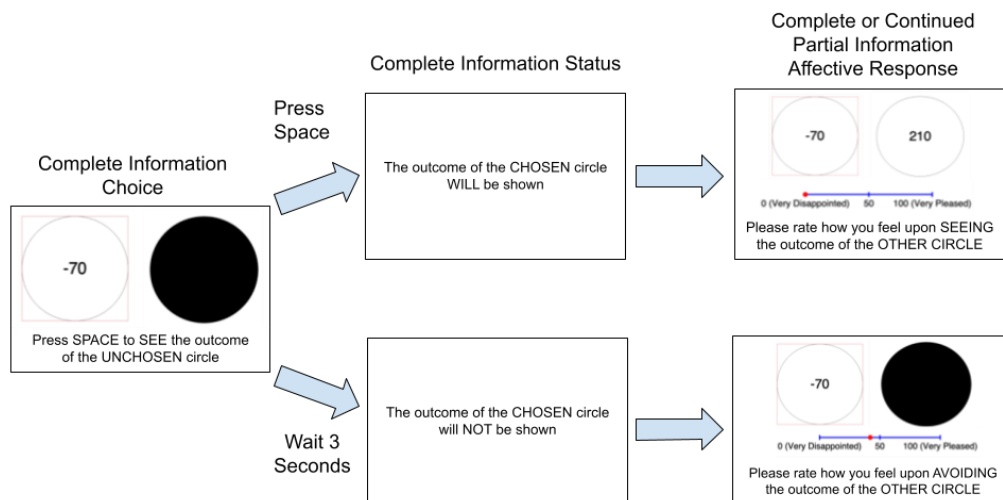 Complete Information
Choice
-70
Press SPACE to SEE the outcome
of the UNCHOSEN circle
Press
Space
Wait 3
Seconds
Complete Information Status
The outcome of the CHOSEN circle
WILL be shown
The outcome of the CHOSEN circle
will NOT be shown
Complete or Continued
Partial Information
Affective Response
-70 210
0 (Very Disappointed) 50 100 (Very Pleased)
Please rate how you feel upon SEEING
the outcome of the OTHER CIRCLE
-70
0 (Very Disappointed) 50 100 (Very Pleased)
Please rate how you feel upon AVOIDING
the outcome of the OTHER CIRCLE